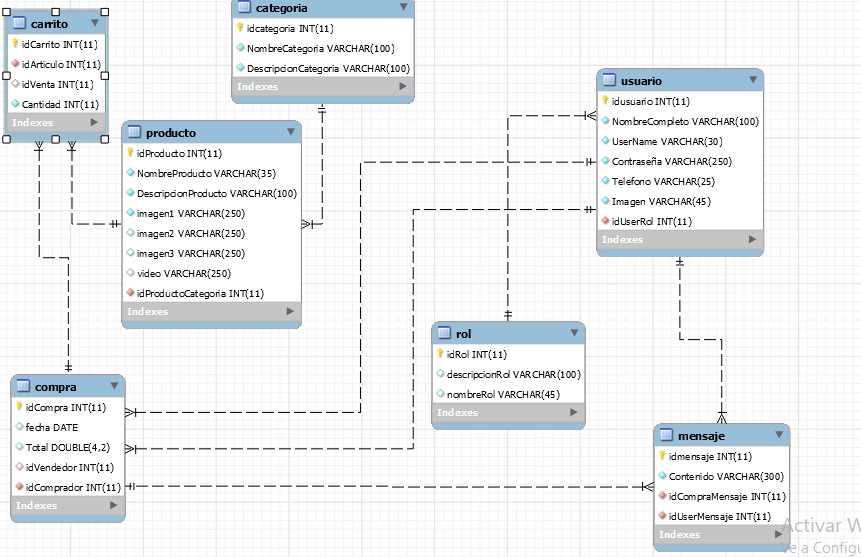 carrito
idCarrito INT(11)
idArticulo INT(11)
idVenta INT(11)
Cantidad INT(11)
Indexes
categoria
idcategoria INT(11)
NombreCategoria VARCHAR(100)
DescripcionCategoria VARCHAR(100)
Indexes
producto
idProducto INT(11)
NombreProducto VARCHAR(35)
DescripcionProducto VARCHAR(100)
imagen1 VARCHAR(250)
imagen2 VARCHAR(250)
imagen3 VARCHAR(250)
video VARCHAR(250)
idProductoCategoria INT(11)
Indexes
usuario
idusuario INT(11)
NombreCompleto VARCHAR(100)
UserName VARCHAR(30)
Contraseña VARCHAR(250)
Telefono VARCHAR(25)
Imagen VARCHAR(45)
idUserRol INT(11)
Indexes
rol
idRol INT(11)
descripcionRol VARCHAR(100)
nombreRol VARCHAR(45)
Indexes
compra
idCompra INT(11)
fecha DATE
Total DOUBLE(4,2)
idVendedor INT(11)
idComprador INT(11)
Indexes
mensaje
idmensaje INT(11)
Contenido VARCHAR(300)
idCompraMensaje INT(11)
idUserMensaje INT(11)
Indexes
Activar W
Ve a Configu